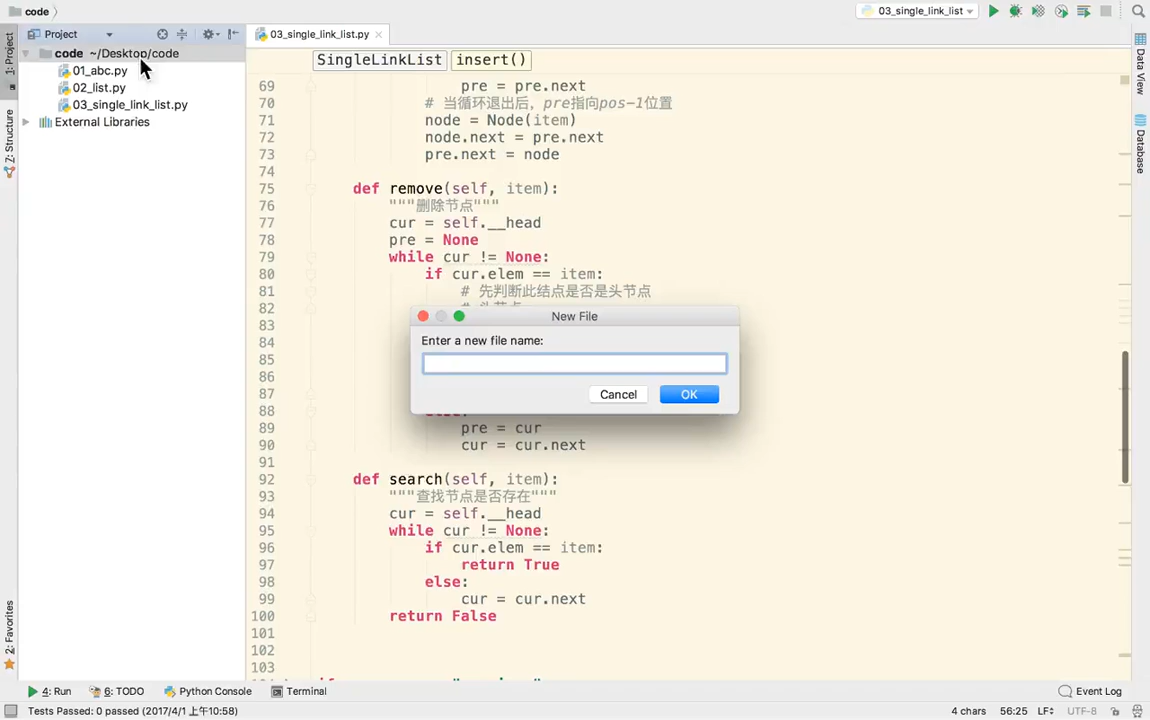 code
03_single_link_list
Project
03_single_link_list.py
1: Project
code ~/Desktop/code
01_abc.py
02_list.py
03_single_link_list.py
External Libraries
Z: Structure
2: Favorites
SingleLinkList
insert()
69 pre = pre.next
70 # 当循环退出后，pre指向pos-1位置
71 node = Node(item)
72 node.next = pre.next
73 pre.next = node
74
75 def remove(self, item):
76 """删除节点"""
77 cur = self.__head
78 pre = None
79 while cur != None:
80 if cur.elem == item:
81 # 先判断此结点是否是头节点
82
83
84
85
86
87
88
89 pre = cur
90 cur = cur.next
91
92 def search(self, item):
93 """查找节点是否存在"""
94 cur = self.__head
95 while cur != None:
96 if cur.elem == item:
97 return True
98 else:
99 cur = cur.next
100 return False
101
102
103
New File
Enter a new file name:
Cancel
OK
Data View
Database
4: Run
6: TODO
Python Console
Terminal
Event Log
Tests Passed: 0 passed (2017/4/1 上午10:58)
4 chars
56:25
LF
UTF-8